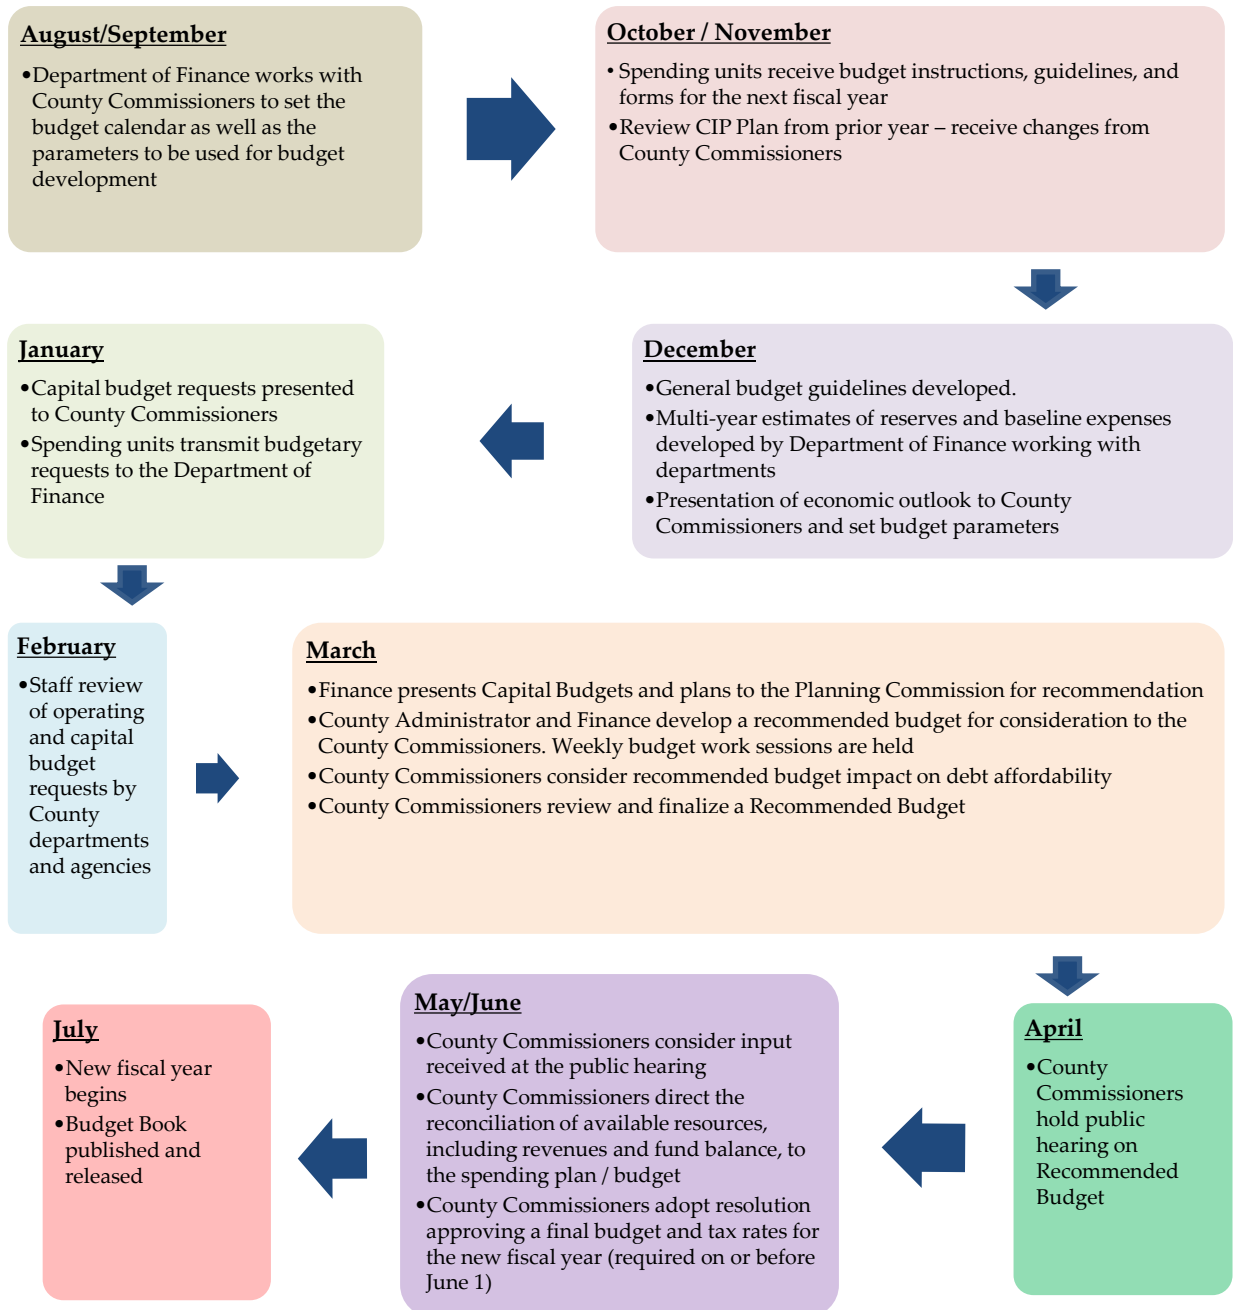 August/September
•Department of Finance works with
County Commissioners to set the
budget calendar as well as the
parameters to be used for budget
development
October / November
• Spending units receive budget instructions, guidelines, and
forms for the next fiscal year
•Review CIP Plan from prior year – receive changes from
County Commissioners
December
•General budget guidelines developed.
•Multi-year estimates of reserves and baseline expenses
developed by Department of Finance working with
departments
•Presentation of economic outlook to County
Commissioners and set budget parameters
January
•Capital budget requests presented
to County Commissioners
•Spending units transmit budgetary
requests to the Department of
Finance
February
•Staff review
of operating
and capital
budget
requests by
County
departments
and agencies
March
•Finance presents Capital Budgets and plans to the Planning Commission for recommendation
•County Administrator and Finance develop a recommended budget for consideration to the
County Commissioners. Weekly budget work sessions are held
•County Commissioners consider recommended budget impact on debt affordability
•County Commissioners review and finalize a Recommended Budget
April
•County
Commissioners
hold public
hearing on
Recommended
Budget
May/June
•County Commissioners consider input
received at the public hearing
•County Commissioners direct the
reconciliation of available resources,
including revenues and fund balance, to
the spending plan / budget
•County Commissioners adopt resolution
approving a final budget and tax rates for
the new fiscal year (required on or before
June 1)
July
•New fiscal year
begins
•Budget Book
published and
released